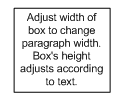 Adjust width of
box to change
paragraph width.
Box's height
adjusts according
to text.